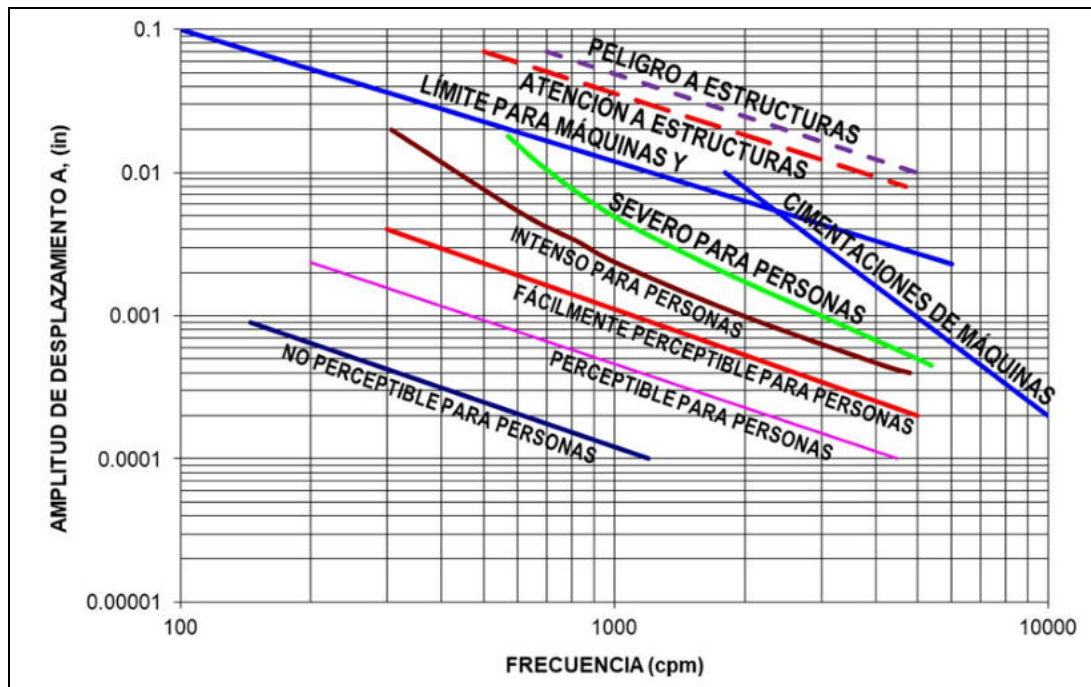 0.1
0.01
0.001
0.0001
0.00001
100
1000
10000
AMPLITUD DE DESPLAZAMIENTO A, (in)
FRECUENCIA (cpm)
PELIGRO A ESTRUCTURAS
ATENCIÓN A ESTRUCTURAS
LÍMITE PARA MÁQUINAS Y
CIMENTACIONES DE MÁQUINAS
SEVERO PARA PERSONAS
INTENSO PARA PERSONAS
FÁCILMENTE PERCEPTIBLE PARA PERSONAS
PERCEPTIBLE PARA PERSONAS
NO PERCEPTIBLE PARA PERSONAS